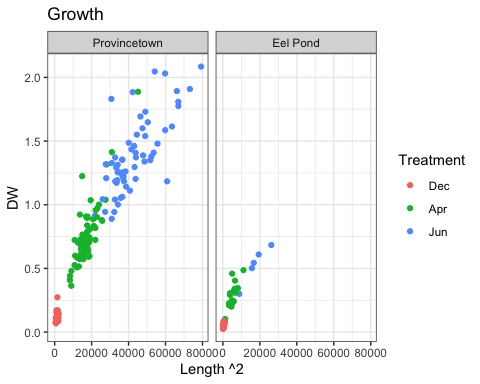 Growth
Provincetown
Eel Pond
2.0
1.5
1.0
0.5
0.0
DW
0 20000 40000 60000 80000
0 20000 40000 60000 80000
Length ^2
Treatment
Dec
Apr
Jun